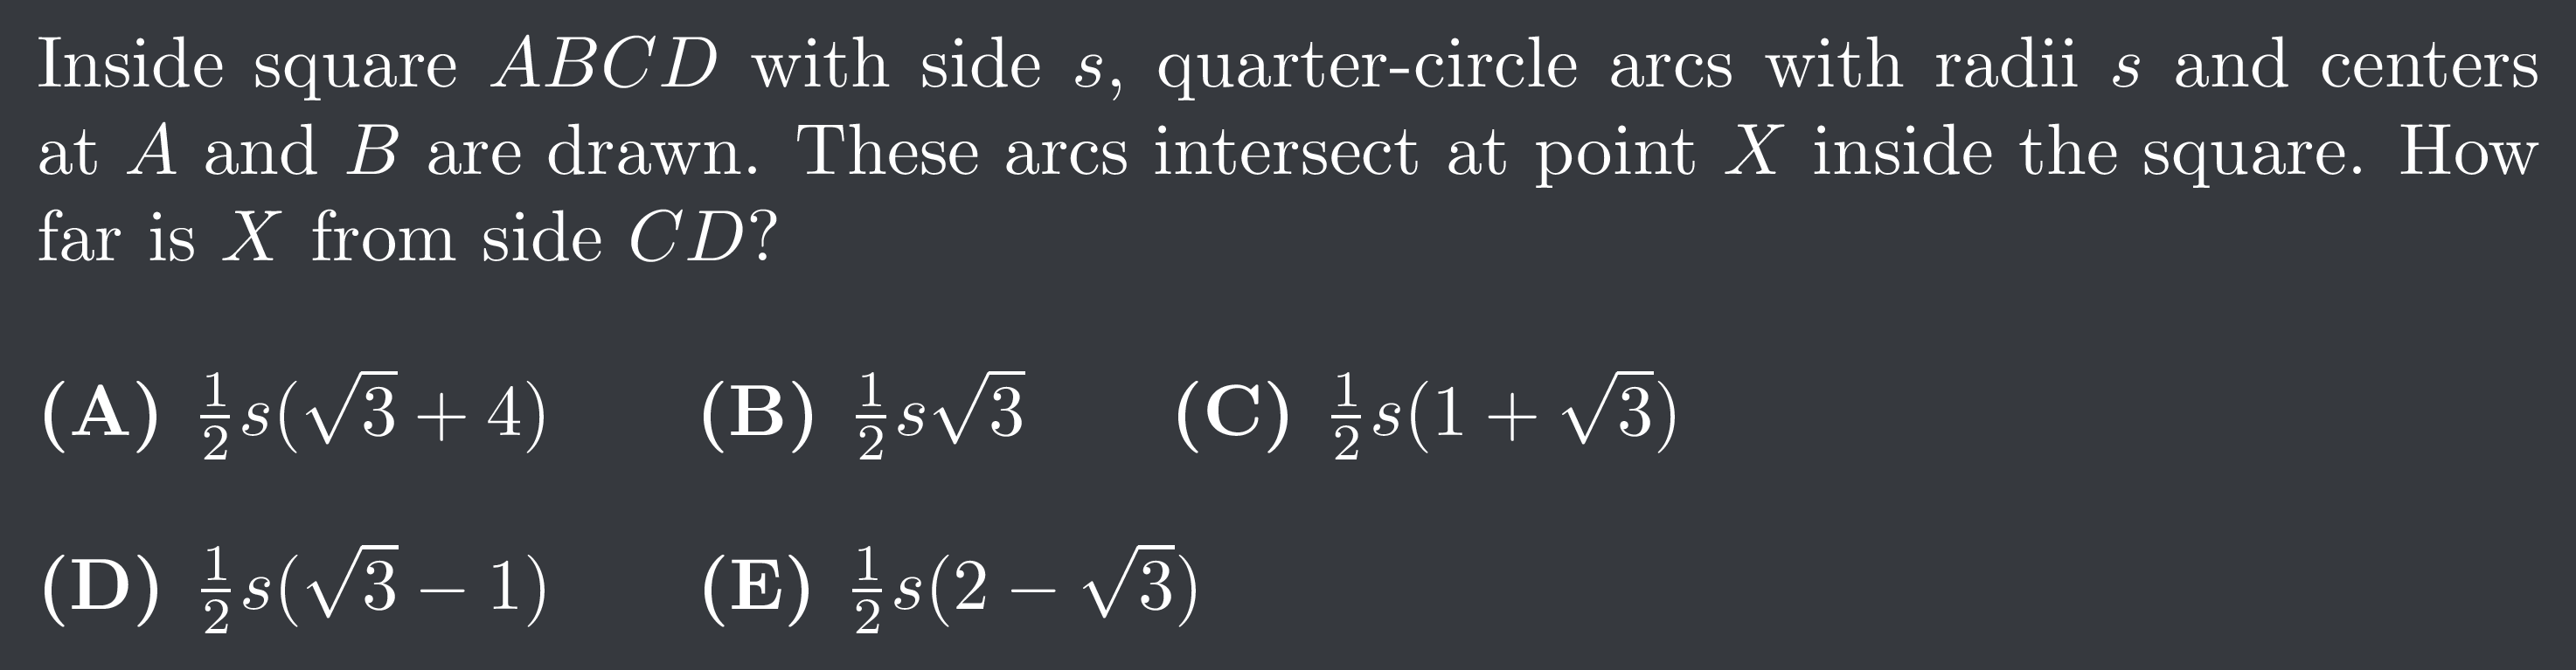 Inside square $ABCD$ with side $s$, quarter-circle arcs with radii $s$ and centers
at $A$ and $B$ are drawn. These arcs intersect at point $X$ inside the square. How
far is $X$ from side $CD$?
(A) $\frac{1}{2}s(\sqrt{3}+4)$ (B) $\frac{1}{2}s\sqrt{3}$ (C) $\frac{1}{2}s(1+\sqrt{3})$
(D) $\frac{1}{2}s(\sqrt{3}-1)$ (E) $\frac{1}{2}s(2-\sqrt{3})$